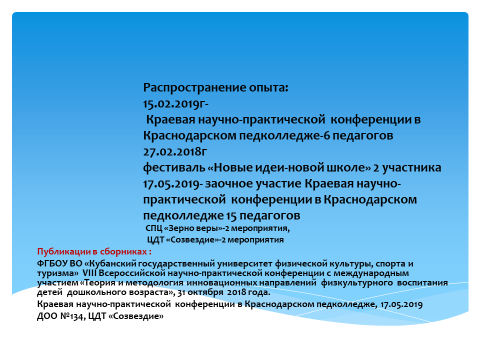 Распространение опыта:
15.02.2019г-
Краевая научно-практической конференции в
Краснодарском педколледже-6 педагогов
27.02.2018г
фестиваль «Новые идеи-новой школе» 2 участника
17.05.2019- заочное участие Краевая научно-
практической конференции в Краснодарском
педколледже 15 педагогов
СПЦ «Зерно веры»-2 мероприятия,
ЦДТ «Созвездие»-2 мероприятия
Публикации в сборниках :
ФГБОУ ВО «Кубанский государственный университет физической культуры, спорта и
туризма» VIII Всероссийской научно-практической конференции с международным
участием «Теория и методология инновационных направлений физкультурного воспитания
детей дошкольного возраста», 31 октября 2018 года.
Краевая научно-практической конференции в Краснодарском педколледже, 17.05.2019
ДОО №134, ЦДТ «Созвездие»